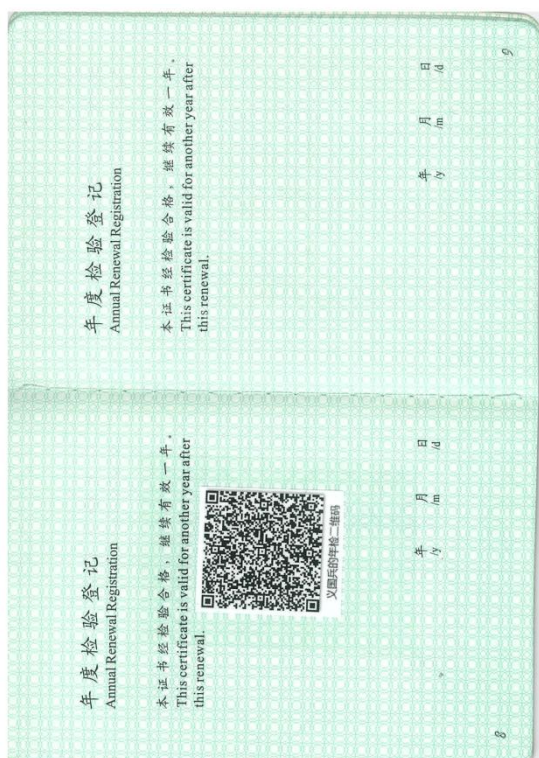 年度检验登记
Annual Renewal Registration
本证书经检验合格，继续有效一年。
This certificate is valid for another year after
this renewal.
义国兵的年检二维码
年 月 日
/y /m /d
8
年度检验登记
Annual Renewal Registration
本证书经检验合格，继续有效一年。
This certificate is valid for another year after
this renewal.
年 月 日
/y /m /d
9